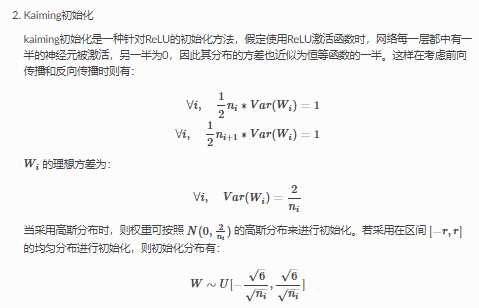 2. Kaiming初始化
kaiming初始化是一种针对ReLU的初始化方法，假定使用ReLU激活函数时，网络每一层都中有一
半的神经元被激活，另一半为0，因此其分布的方差也近似为恒等函数的一半。这样在考虑前向
传播和反向传播时则有：
∀i, \frac{1}{2}n_i * Var(W_i) = 1
∀i, \frac{1}{2}n_{i+1} * Var(W_i) = 1
W_i 的理想方差为：
∀i, Var(W_i) = \frac{2}{n_i}
当采用高斯分布时，则权重可按照 N(0, \frac{2}{n_i}) 的高斯分布来进行初始化。若采用在区间 [−r, r]
的均匀分布进行初始化，则初始化分布有：
W ∼ U[−\frac{\sqrt{6}}{\sqrt{n_i}}, \frac{\sqrt{6}}{\sqrt{n_i}}]